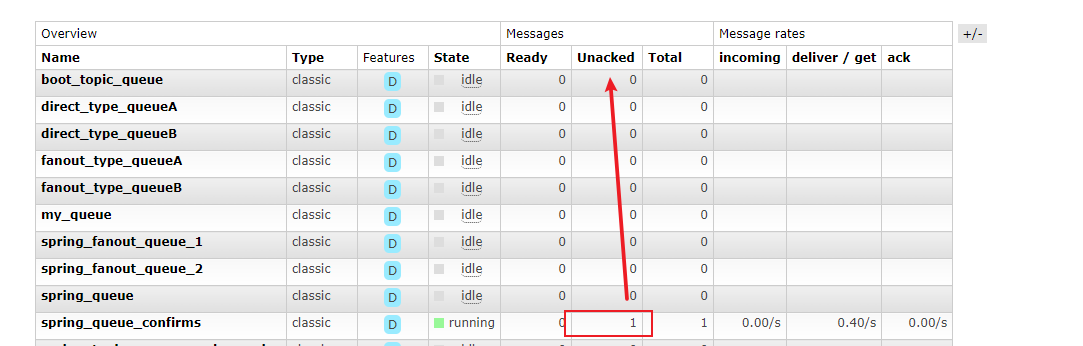 Overview Messages Message rates +/-
Name Type Features State Ready Unacked Total incoming deliver / get ack
boot_topic_queue classic D idle 0 0 0
direct_type_queueA classic D idle 0 0 0
direct_type_queueB classic D idle 0 0 0
fanout_type_queueA classic D idle 0 0 0
fanout_type_queueB classic D idle 0 0 0
my_queue classic D idle 0 0 0
spring_fanout_queue_1 classic D idle 0 0 0
spring_fanout_queue_2 classic D idle 0 0 0
spring_queue classic D idle 0 0 0
spring_queue_confirms classic D running 0 1 1 0.00/s 0.40/s 0.00/s